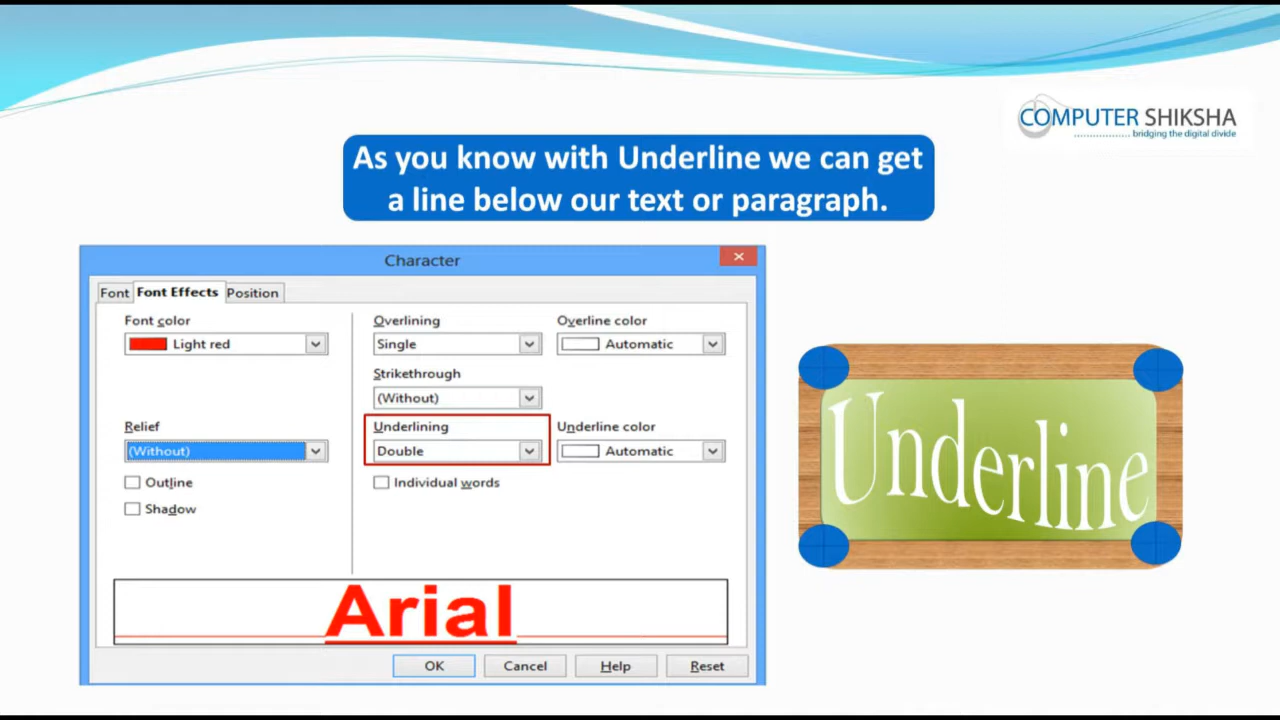 COMPUTER SHIKSHA
bridging the digital divide
As you know with Underline we can get
a line below our text or paragraph.
Character
Font Font Effects Position
Font color
Light red
Overlining
Single
Overline color
Automatic
Strikethrough
(Without)
Relief
(Without)
Underlining
Double
Underline color
Automatic
Outline
Shadow
Individual words
Arial
OK Cancel Help Reset
Underline